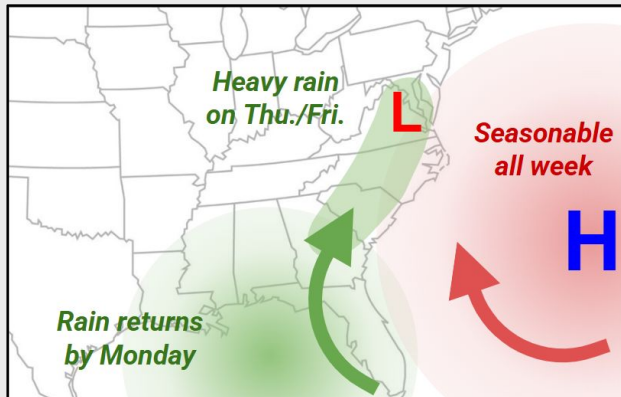 Heavy rain
on Thu./Fri.
L
Seasonable
all week
H
Rain returns
by Monday